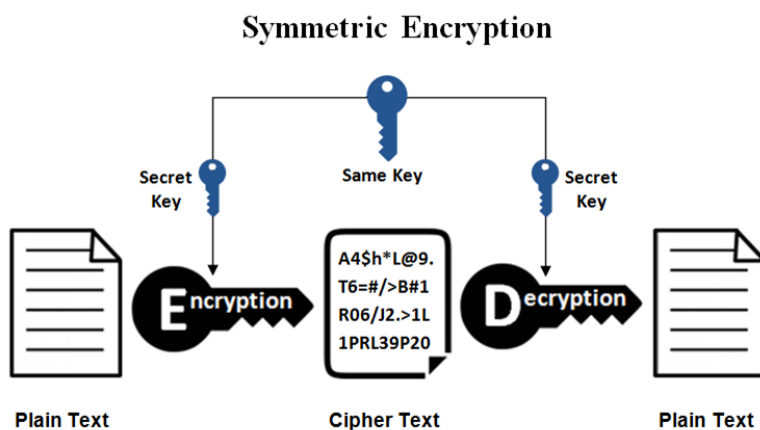 Symmetric Encryption
Secret
Key
Same Key
Secret
Key
Encryption
A4$h*L@9.
T6=#/>B#1
R06/J2.>1L
1PRL39P20
Decryption
Plain Text
Cipher Text
Plain Text